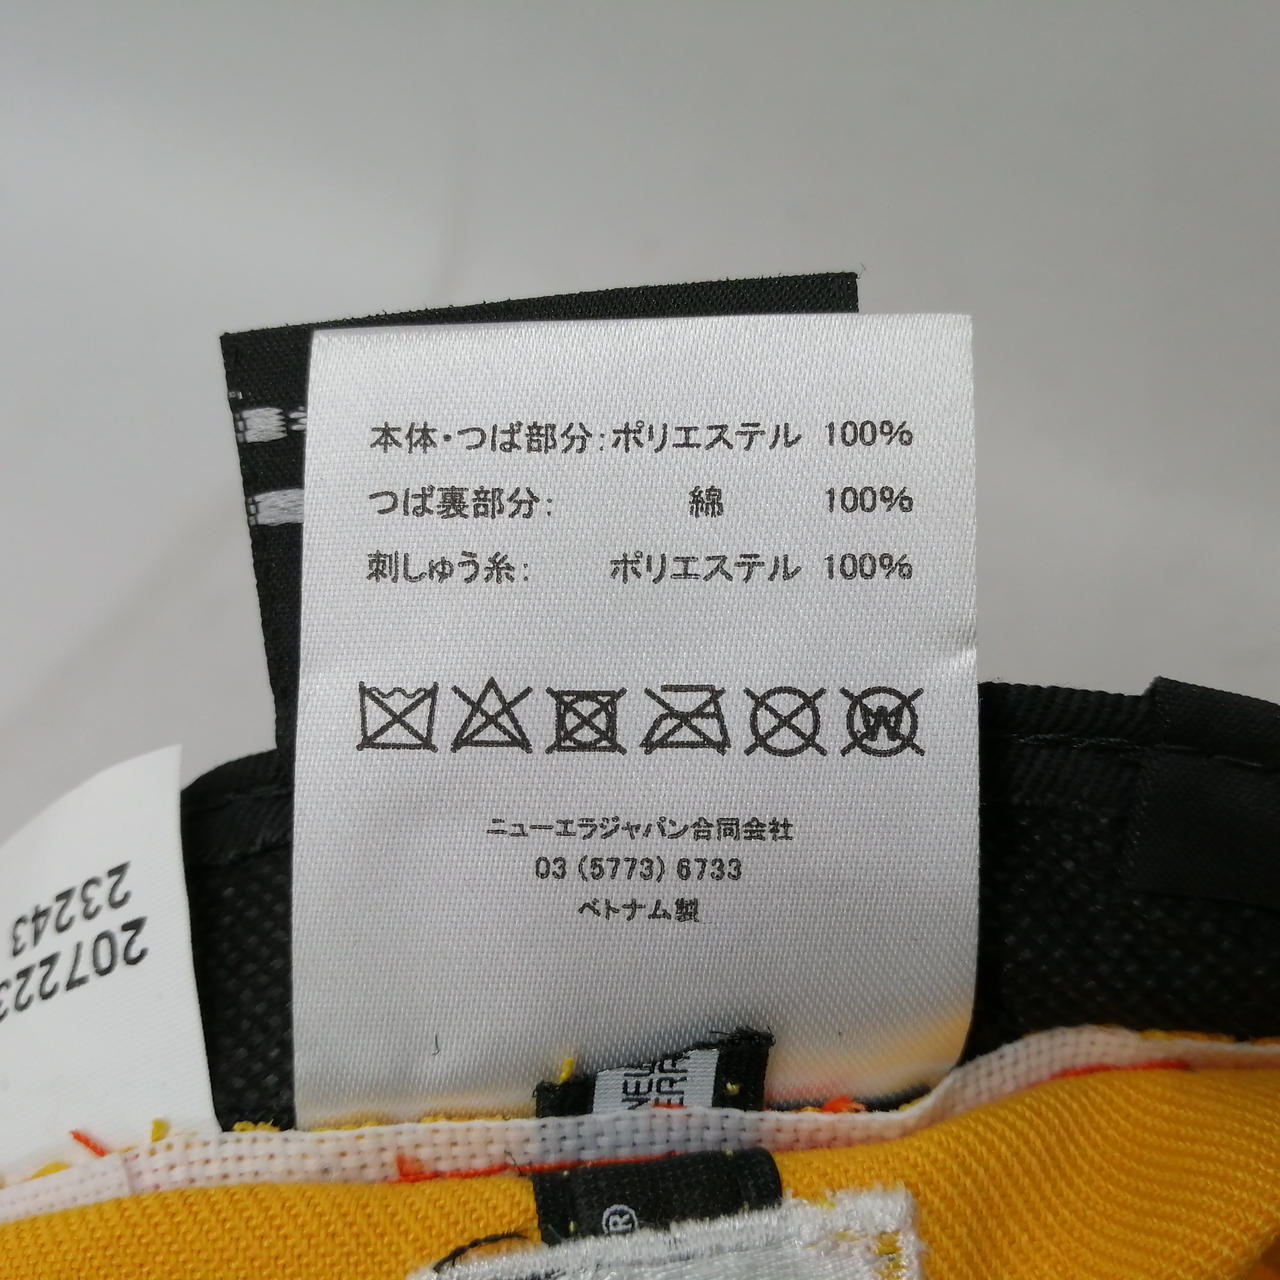 本体・つば部分:ポリエステル 100%
つば裏部分: 綿 100%
刺しゅう糸: ポリエステル 100%
W
ニューエラジャパン合同会社
03 (5773) 6733
ベトナム製
23243
207223
®